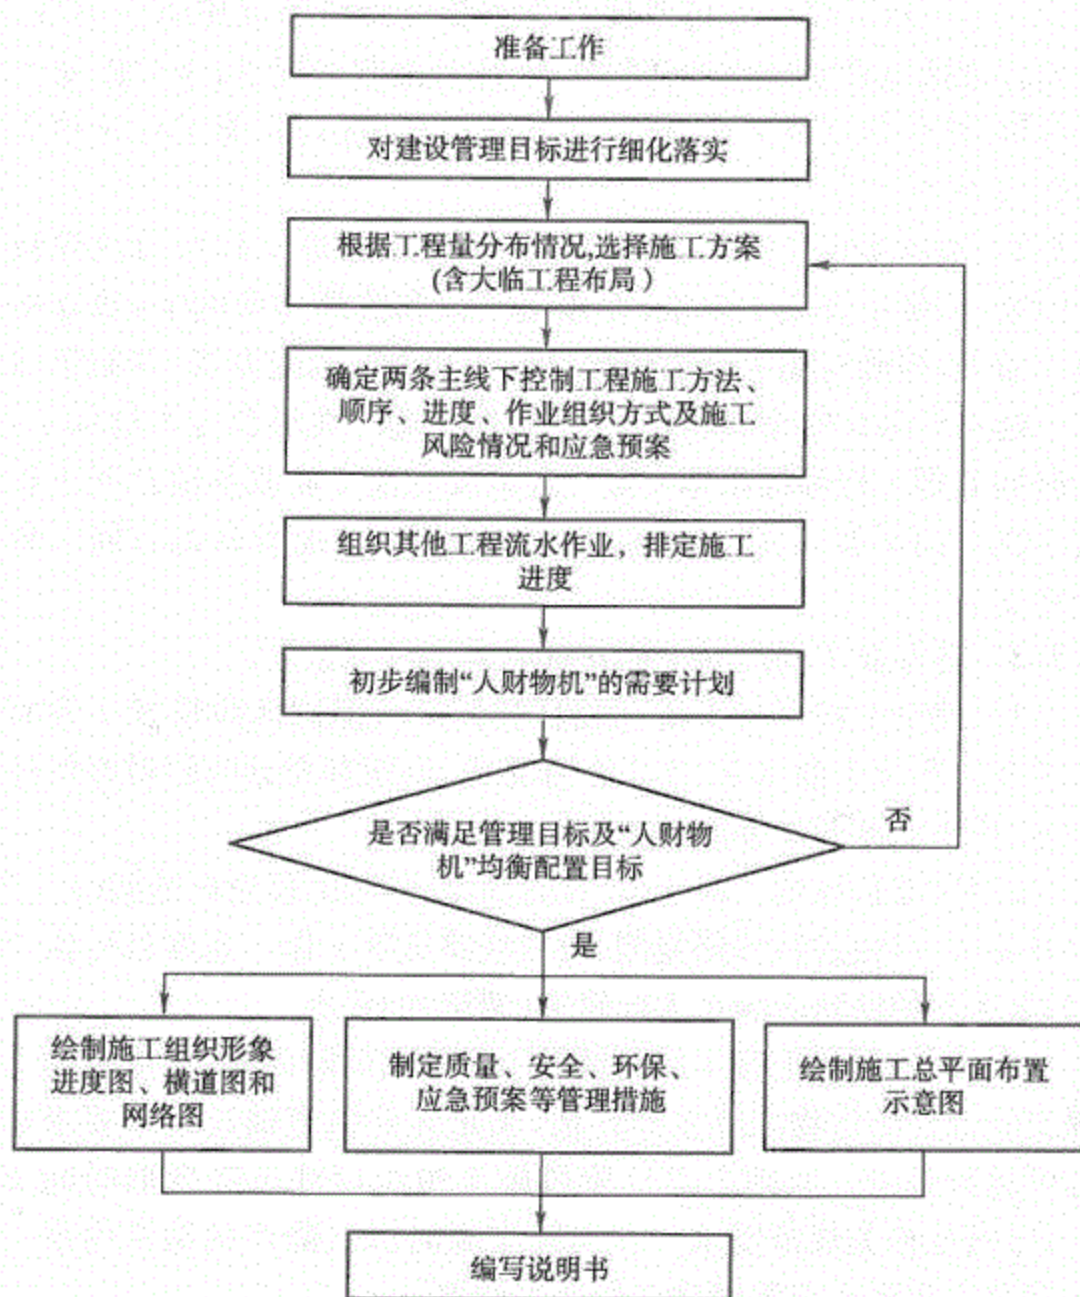 准备工作
对建设管理目标进行细化落实
根据工程量分布情况,选择施工方案
(含大临工程布局)
确定两条主线下控制工程施工方法、
顺序、进度、作业组织方式及施工
风险情况和应急预案
组织其他工程流水作业，排定施工
进度
初步编制“人财物机”的需要计划
是否满足管理目标及“人财物
机”均衡配置目标
否
是
绘制施工组织形象
进度图、横道图和
网络图
制定质量、安全、环保、
应急预案等管理措施
绘制施工总平面布置
示意图
编写说明书